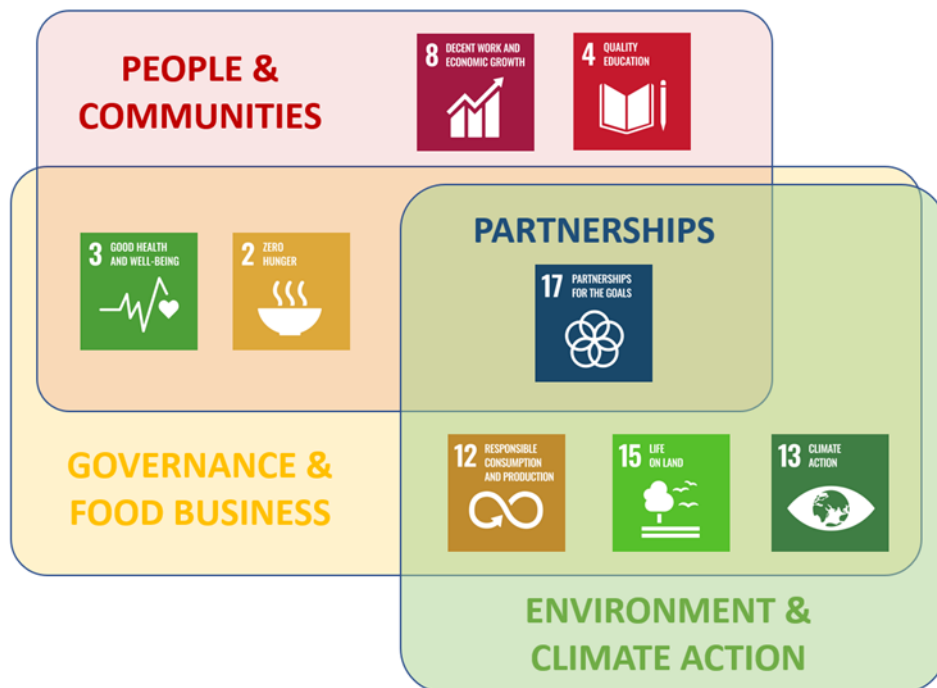 PEOPLE &
COMMUNITIES
8 DECENT WORK AND
ECONOMIC GROWTH
4 QUALITY
EDUCATION
PARTNERSHIPS
3 GOOD HEALTH
AND WELL-BEING
2 ZERO
HUNGER
17 PARTNERSHIPS
FOR THE GOALS
GOVERNANCE &
FOOD BUSINESS
12 RESPONSIBLE
CONSUMPTION
AND PRODUCTION
15 LIFE
ON LAND
13 CLIMATE
ACTION
ENVIRONMENT &
CLIMATE ACTION